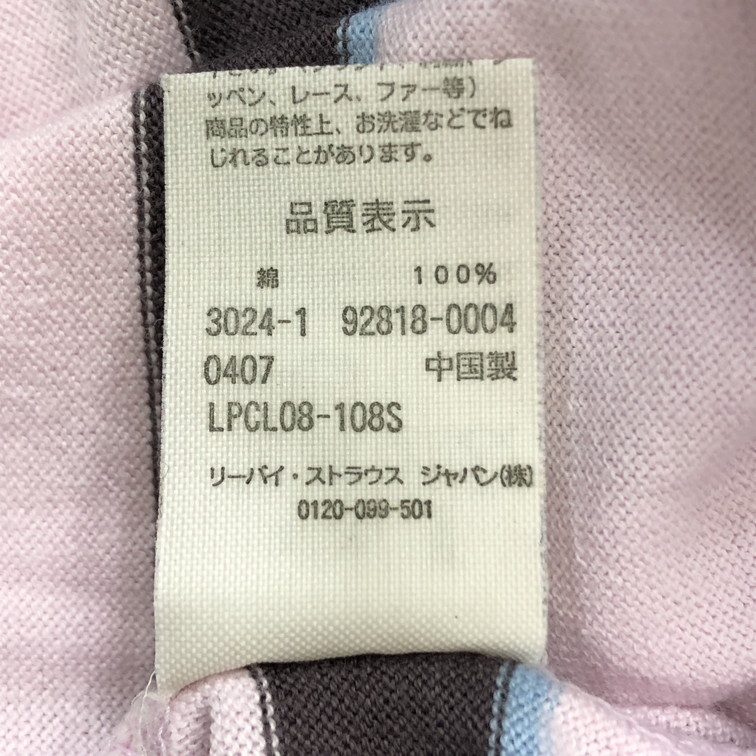 ッペン、レース、ファー等)
商品の特性上、お洗濯などでね
じれることがあります。
品質表示
綿 100%
3024-1 92818-0004
0407 中国製
LPCL08-108S
リーバイ・ストラウス ジャパン(株)
0120-099-501